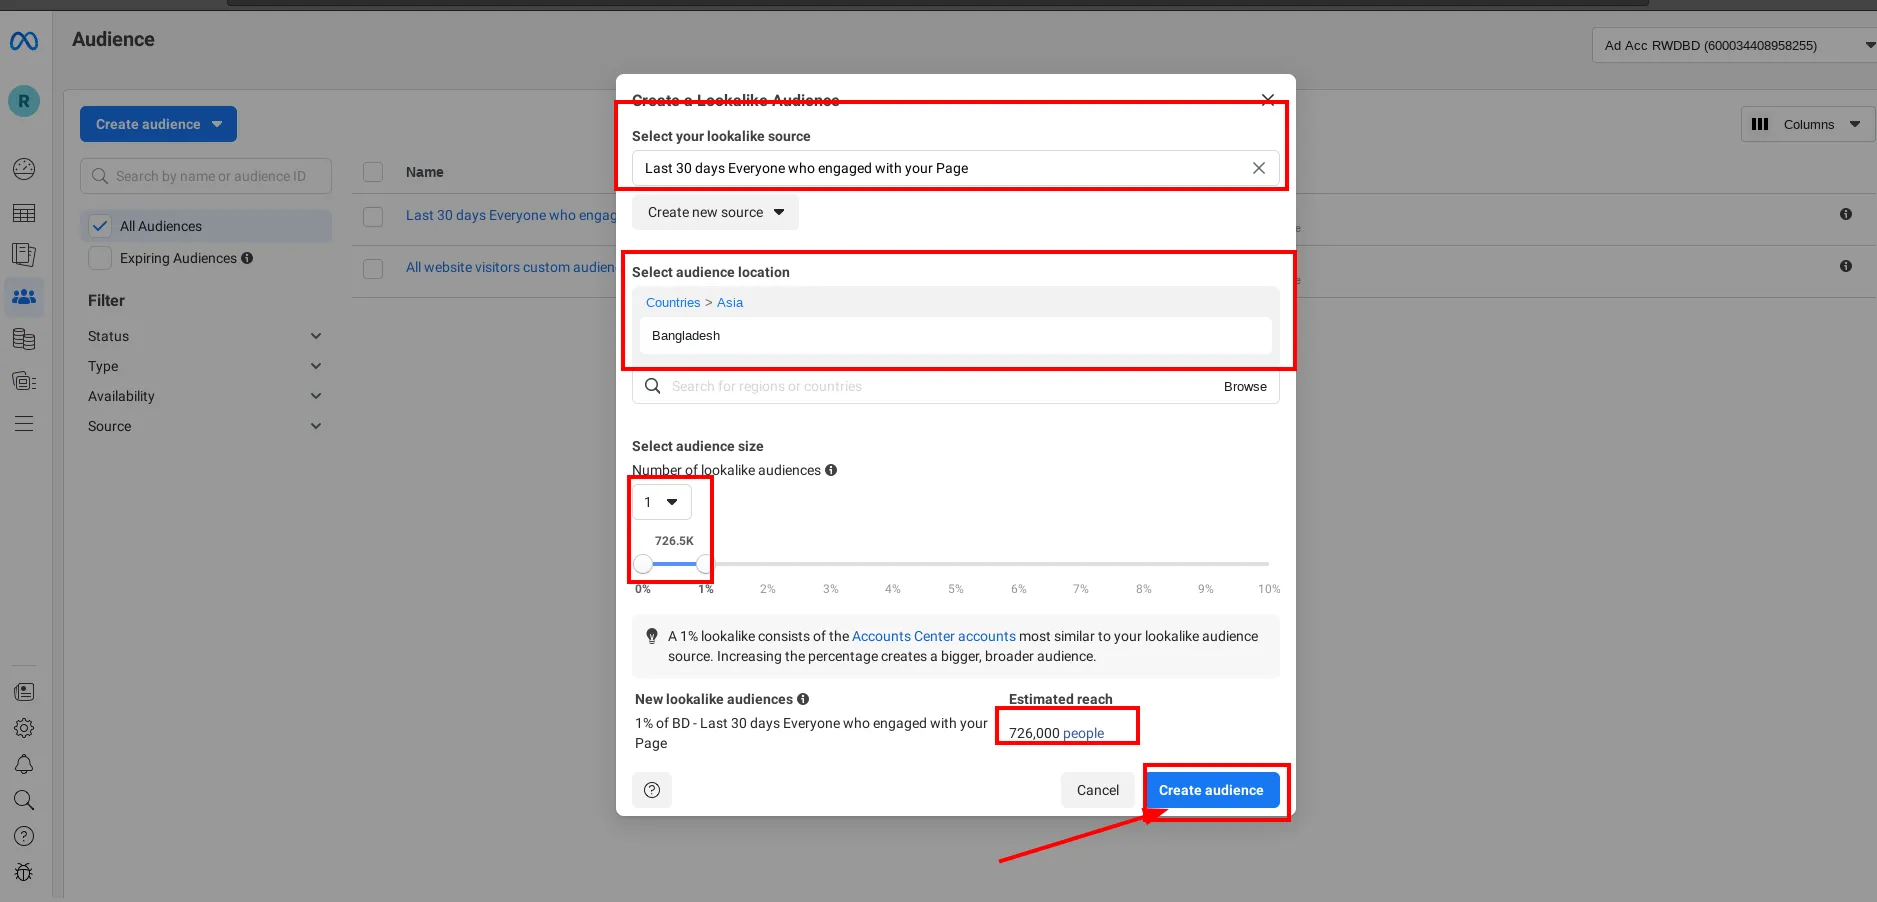 Audience
Ad Acc RWDBD (600034408958255)
R
Create audience
Columns
Search by name or audience ID
Name
All Audiences
Last 30 days Everyone who engag
Expiring Audiences
All website visitors custom audien
Filter
Status
Type
Availability
Source
Create a Lookalike Audience
Select your lookalike source
Last 30 days Everyone who engaged with your Page
Create new source
Select audience location
Countries > Asia
Bangladesh
Search for regions or countries
Browse
Select audience size
Number of lookalike audiences
1
726.5K
0% 1% 2% 3% 4% 5% 6% 7% 8% 9% 10%
A 1% lookalike consists of the Accounts Center accounts most similar to your lookalike audience
source. Increasing the percentage creates a bigger, broader audience.
New lookalike audiences
Estimated reach
1% of BD - Last 30 days Everyone who engaged with your
Page
726,000 people
Cancel
Create audience